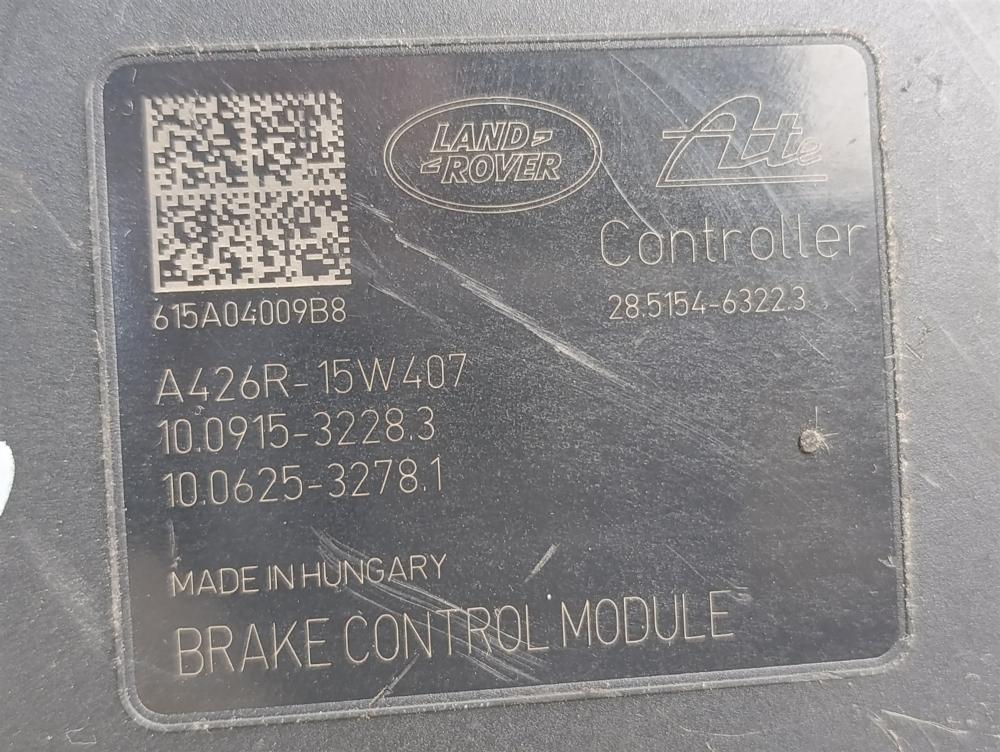 LAND-
-ROVER
Ate
Controller
28.5154-6322.3
615A04009B8
A426R-15W407
10.0915-3228.3
10.0625-3278.1
MADE IN HUNGARY
BRAKE CONTROL MODULE